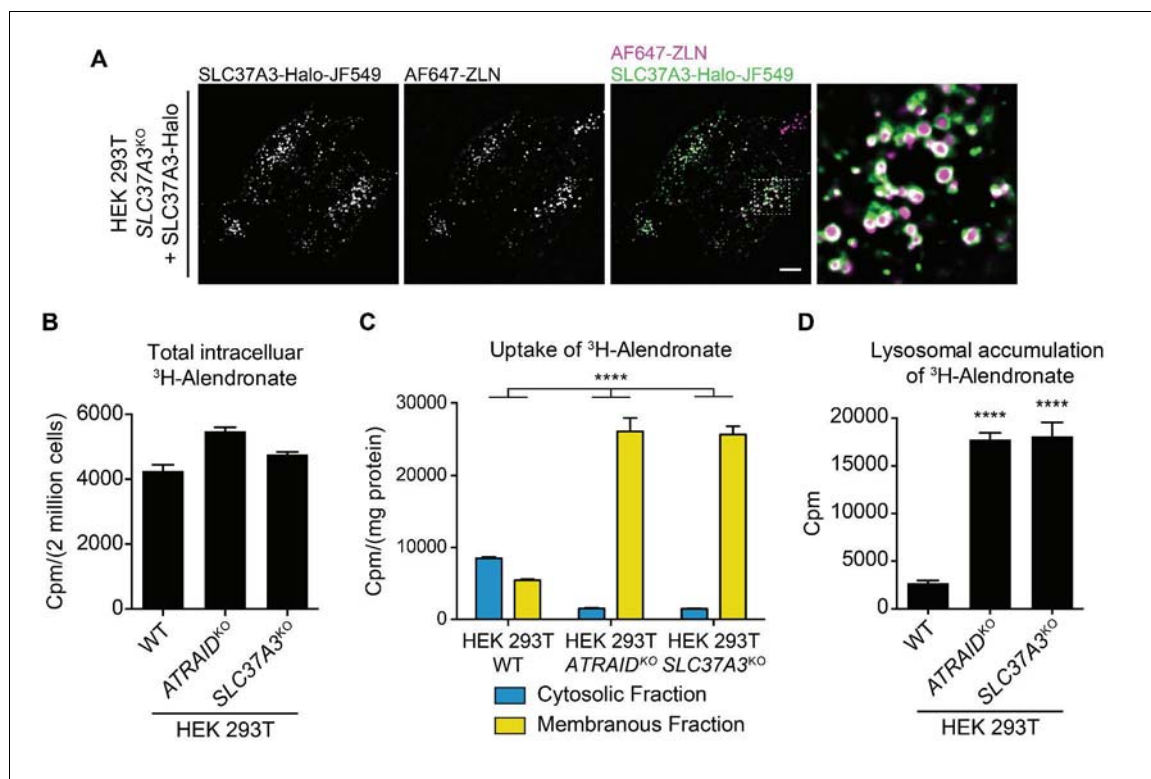 A
SLC37A3-Halo-JF549
AF647-ZLN
AF647-ZLN
SLC37A3-Halo-JF549
HEK 293T
SLC37A3KO
+ SLC37A3-Halo
B
Total intracelluar
3H-Alendronate
Cpm/(2 million cells)
6000
4000
2000
0
WT
ATRAIDKO
SLC37A3KO
HEK 293T
C
Uptake of 3H-Alendronate
****
Cpm/(mg protein)
30000
20000
10000
0
HEK 293T HEK 293T HEK 293T
WT ATRAIDKO SLC37A3KO
Cytosolic Fraction
Membranous Fraction
D
Lysosomal accumulation
of 3H-Alendronate
**** ****
Cpm
20000
15000
10000
5000
0
WT
ATRAIDKO
SLC37A3KO
HEK 293T